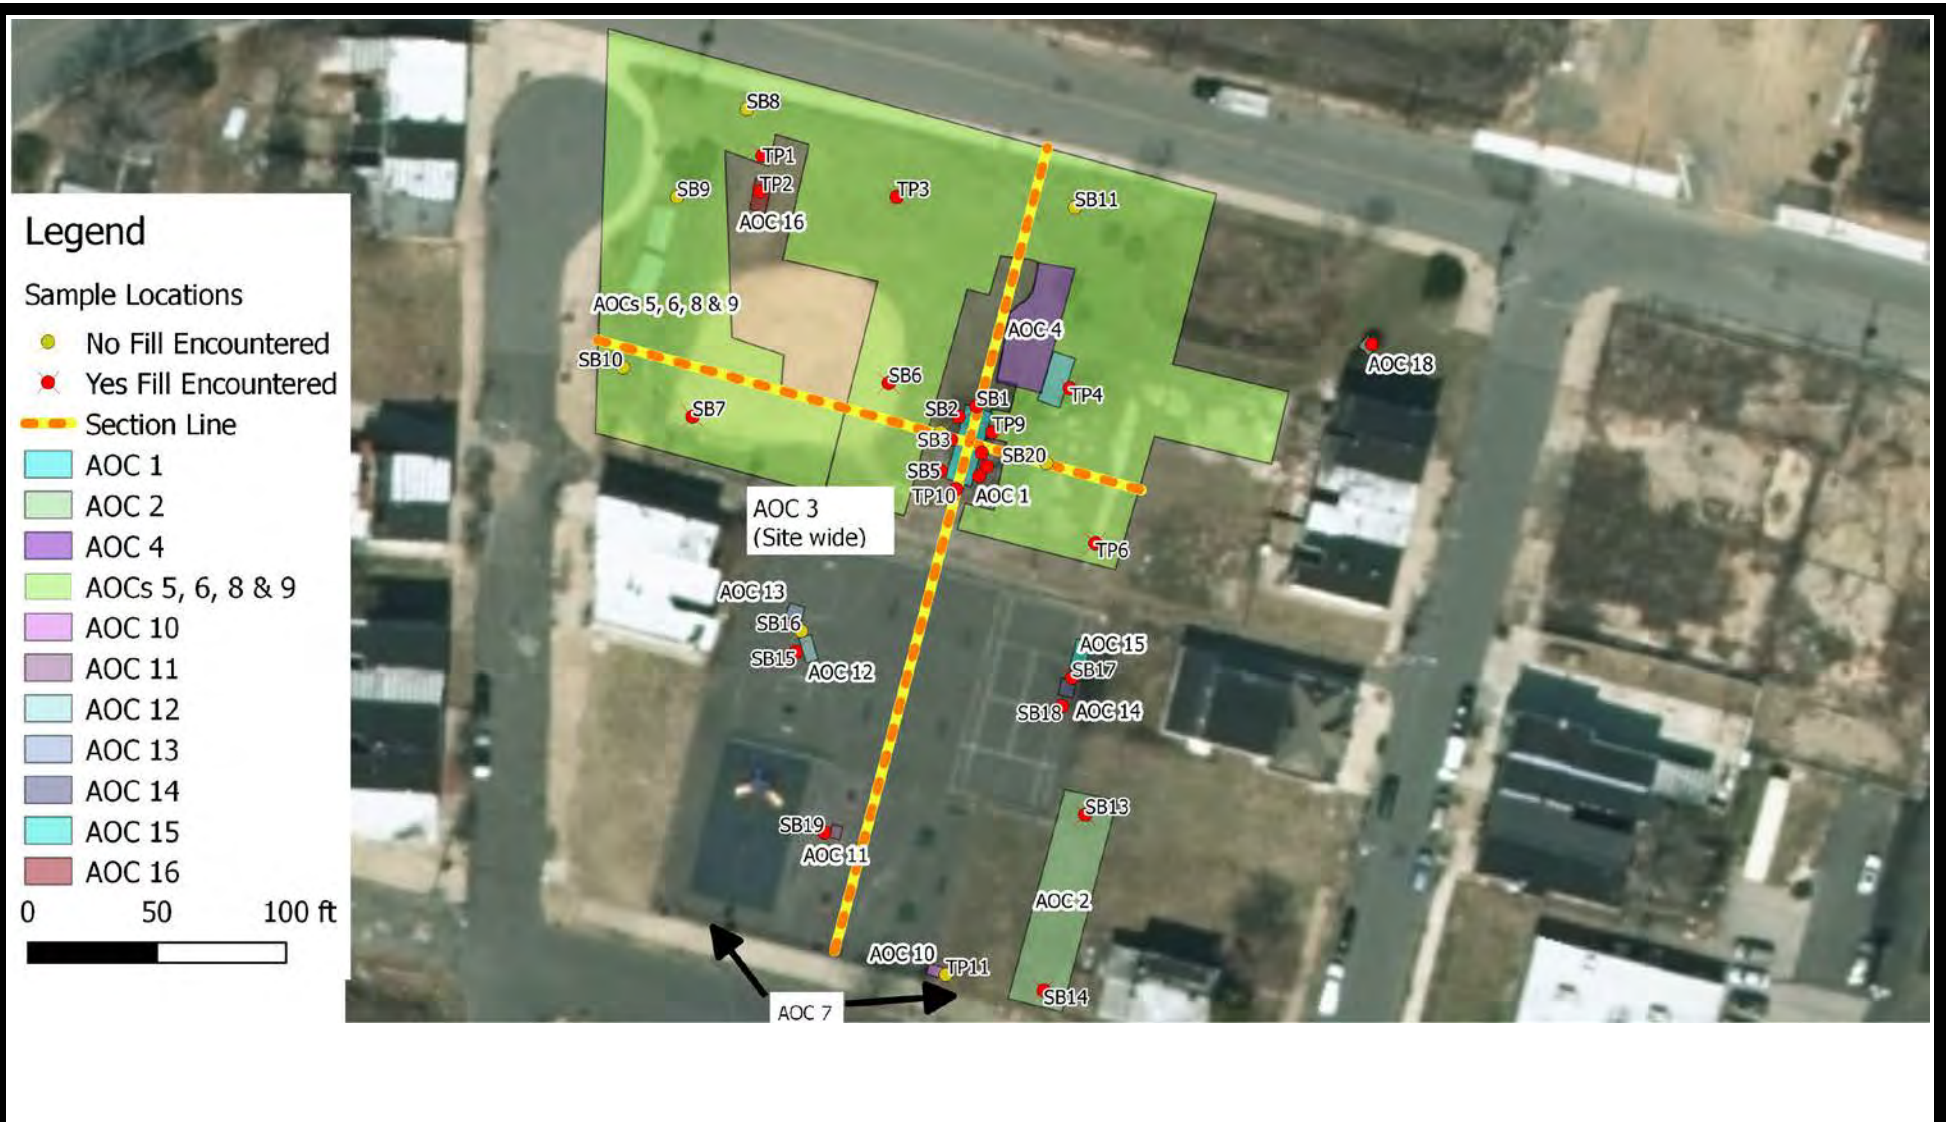 Legend
Sample Locations
No Fill Encountered
Yes Fill Encountered
Section Line
AOC 1
AOC 2
AOC 4
AOCs 5, 6, 8 & 9
AOC 10
AOC 11
AOC 12
AOC 13
AOC 14
AOC 15
AOC 16
0 50 100 ft
SB8
TP1
TP2
SB9
TP3
SB11
AOC 16
AOCs 5, 6, 8 & 9
AOC 4
SB10
AOC 18
SB6
TP4
SB7
SB2
SB1
TP9
SB3
SB20
SB5
TP10
AOC 1
AOC 3
(Site wide)
TP6
AOC 13
SB16
SB15
AOC 12
AOC 15
SB17
SB18
AOC 14
SB13
SB19
AOC 11
AOC 2
AOC 10
TP11
SB14
AOC 7